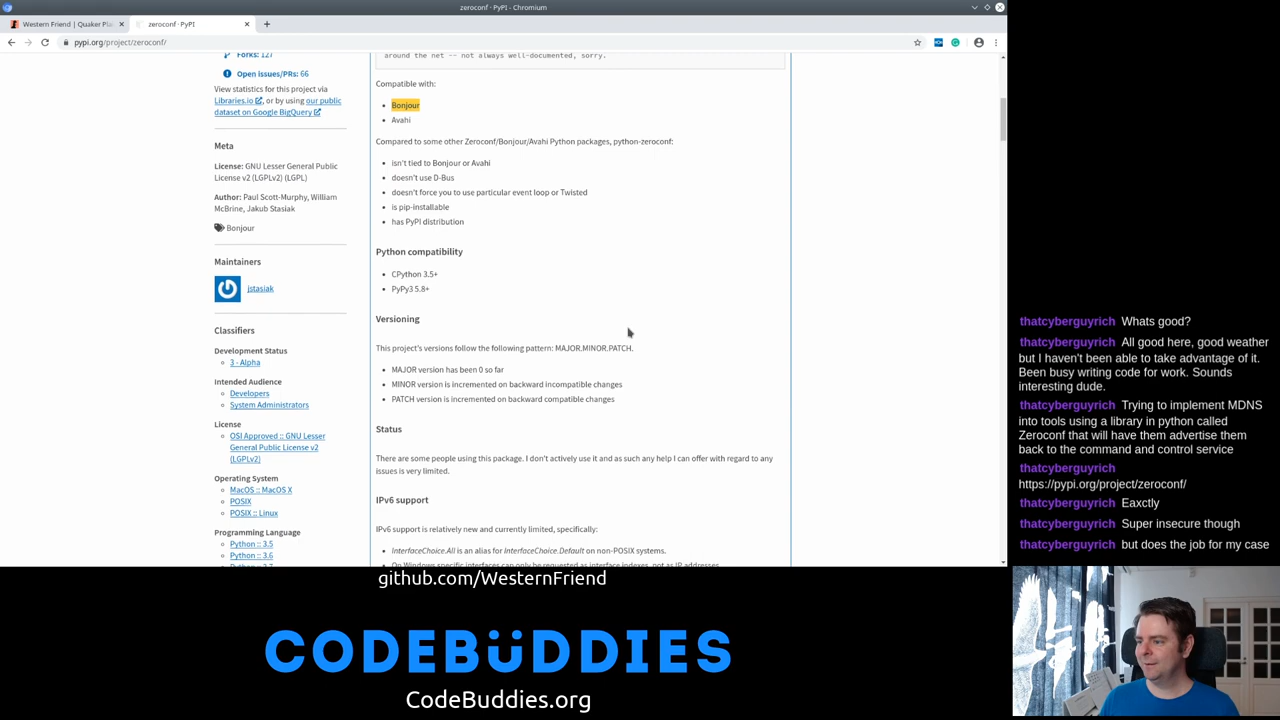 zeroconf · PyPI - Chromium
Western Friend | Quaker Pla
zeroconf · PyPI
pypi.org/project/zeroconf/
Forks: 127
Open issues/PRs: 66
View statistics for this project via
Libraries.io, or by using our public
dataset on Google BigQuery
Meta
License: GNU Lesser General Public
License v2 (LGPLv2) (LGPL)
Author: Paul Scott-Murphy, William
McBrine, Jakub Stasiak
Bonjour
Maintainers
jstasiak
Classifiers
Development Status
3 - Alpha
Intended Audience
Developers
System Administrators
License
OSI Approved :: GNU Lesser
General Public License v2
(LGPLv2)
Operating System
MacOS :: MacOS X
POSIX
POSIX :: Linux
Programming Language
Python :: 3.5
Python :: 3.6
around the net -- not always well-documented, sorry.
Compatible with:
Bonjour
Avahi
Compared to some other Zeroconf/Bonjour/Avahi Python packages, python-zeroconf:
isn't tied to Bonjour or Avahi
doesn't use D-Bus
doesn't force you to use particular event loop or Twisted
is pip-installable
has PyPI distribution
Python compatibility
CPython 3.5+
PyPy3 5.8+
Versioning
This project's versions follow the following pattern: MAJOR.MINOR.PATCH.
MAJOR version has been 0 so far
MINOR version is incremented on backward incompatible changes
PATCH version is incremented on backward compatible changes
Status
There are some people using this package. I don't actively use it and as such any help I can offer with regard to any
issues is very limited.
IPv6 support
IPv6 support is relatively new and currently limited, specifically:
InterfaceChoice.All is an alias for InterfaceChoice.Default on non-POSIX systems.
On Windows specific interfaces can only be requested as interface indexes, not as IP addresses.
thatcyberguyrich Whats good?
thatcyberguyrich All good here, good weather
but I haven't been able to take advantage of it.
Been busy writing code for work. Sounds
interesting dude.
thatcyberguyrich Trying to implement MDNS
into tools using a library in python called
Zeroconf that will have them advertise them
back to the command and control service
thatcyberguyrich
https://pypi.org/project/zeroconf/
thatcyberguyrich Eaxctly
thatcyberguyrich Super insecure though
thatcyberguyrich but does the job for my case
github.com/WesternFriend
CODEBüDDIES
CodeBuddies.org